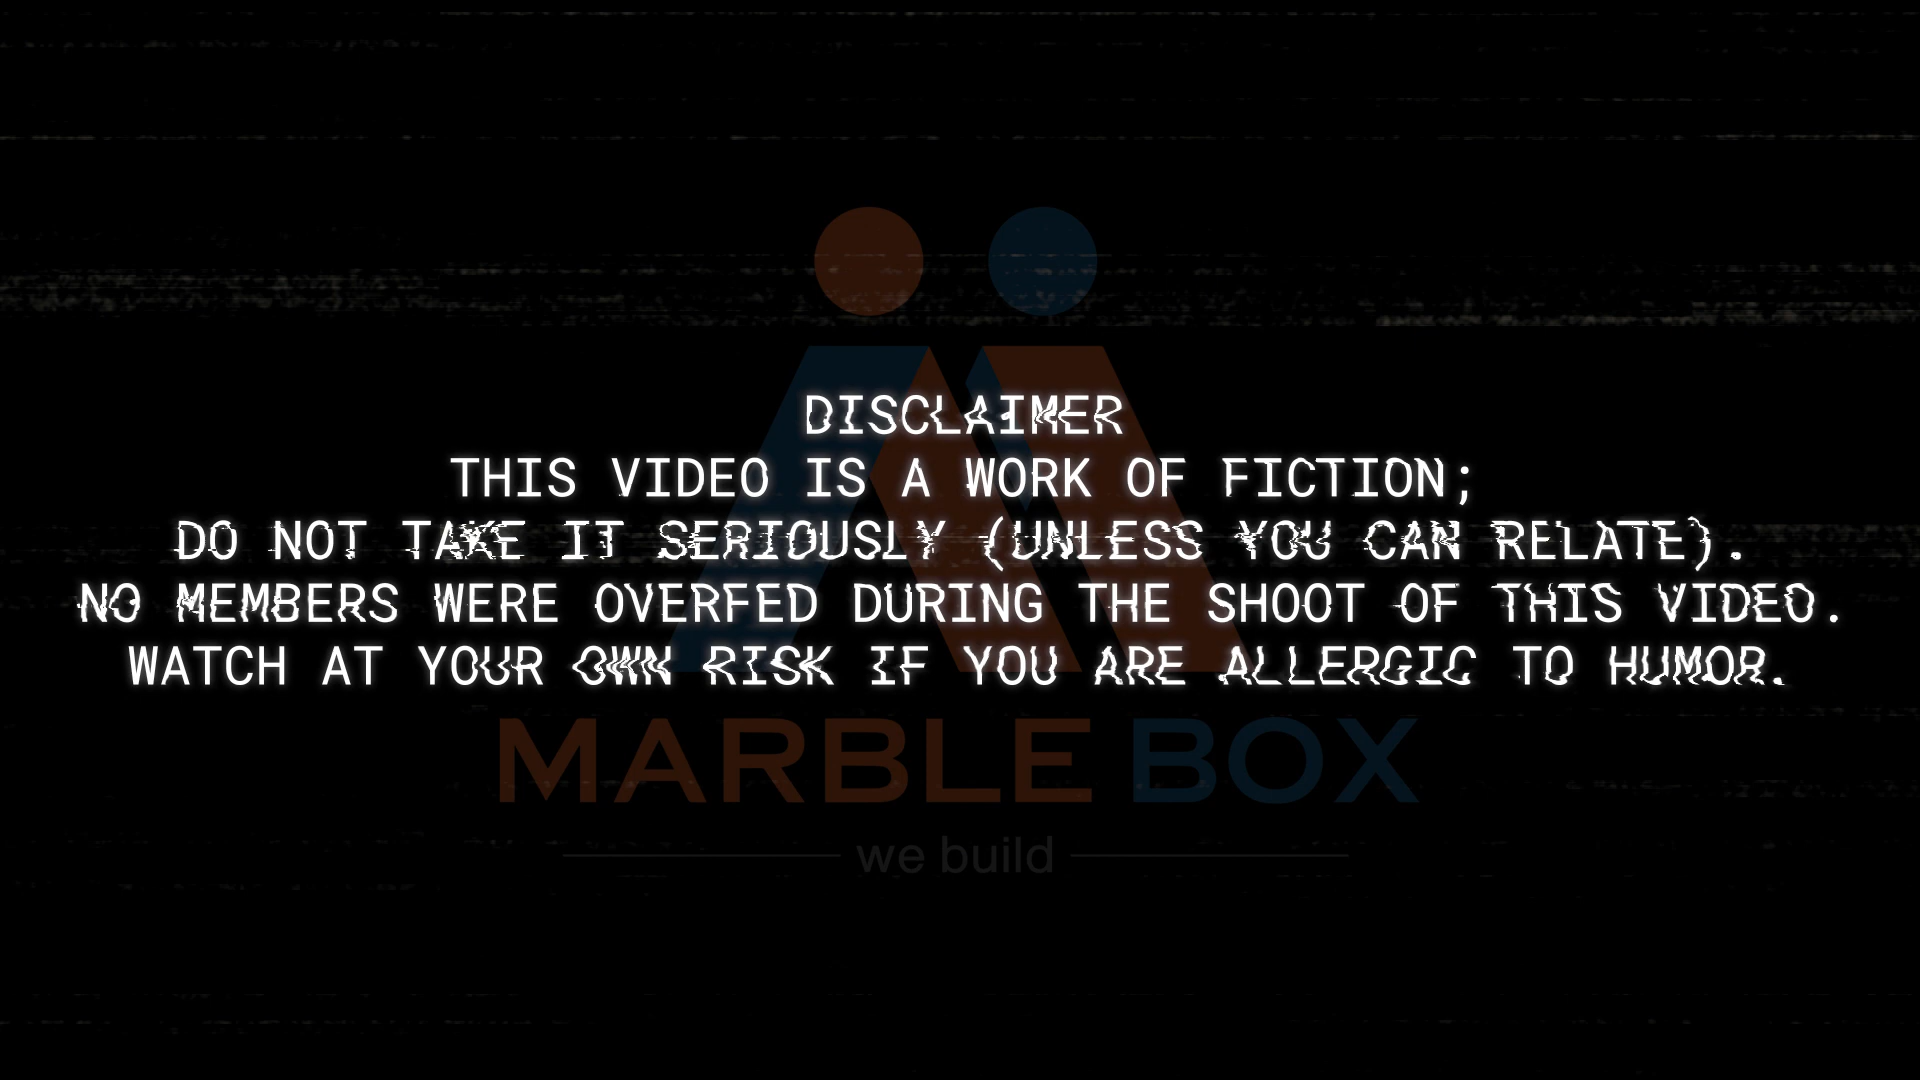 DISCLAIMER
THIS VIDEO IS A WORK OF FICTION;
DO NOT TAKE IT SERIOUSLY (UNLESS YOU CAN RELATE).
NO MEMBERS WERE OVERFED DURING THE SHOOT OF THIS VIDEO.
WATCH AT YOUR OWN RISK IF YOU ARE ALLERGIC TO HUMOR.
MARBLE BOX
we build